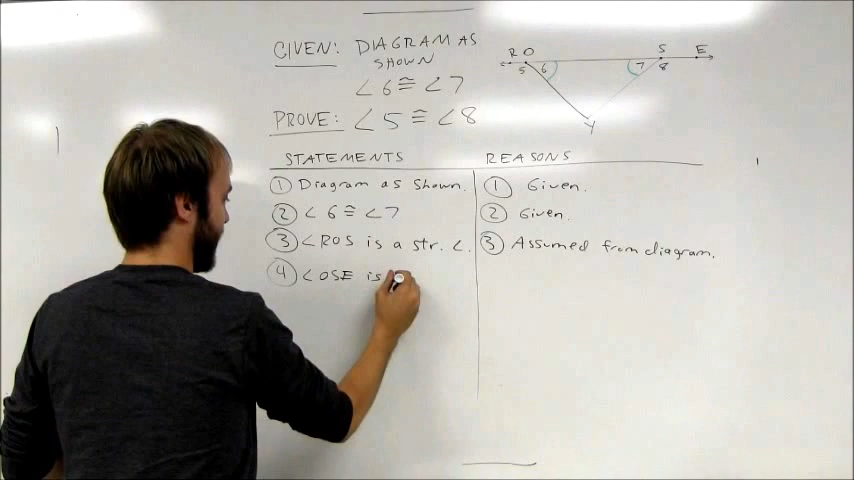 GIVEN: DIAGRAM AS
SHOWN
∠6 ≅ ∠7
PROVE: ∠5 ≅ ∠8
R O S E
5 6 7 8
Y
STATEMENTS REASONS
① Diagram as shown. ① Given.
② ∠6 ≅ ∠7 ② Given.
③ ∠ROS is a str. ∠. ③ Assumed from diagram.
④ ∠OSE is